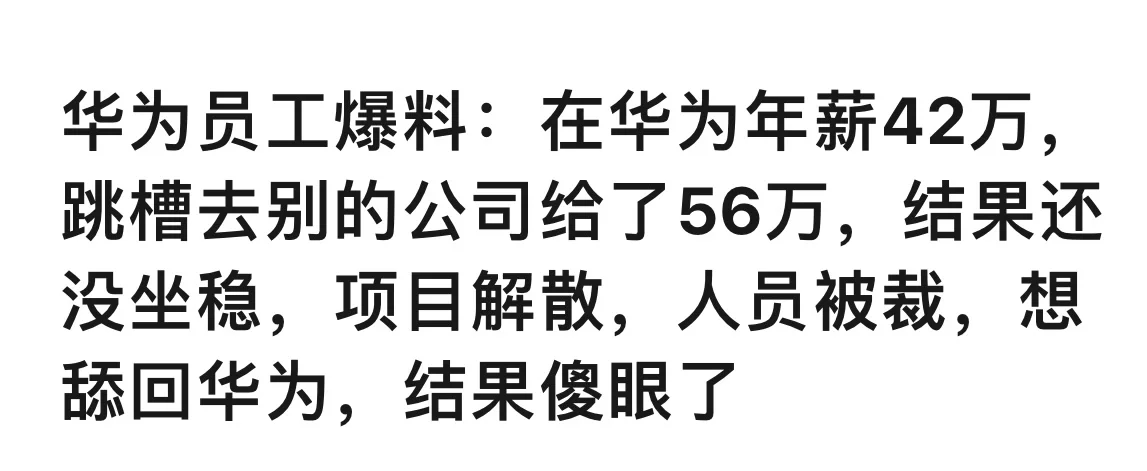 华为员工爆料：在华为年薪42万，
跳槽去别的公司给了56万，结果还
没坐稳，项目解散，人员被裁，想
舔回华为，结果傻眼了